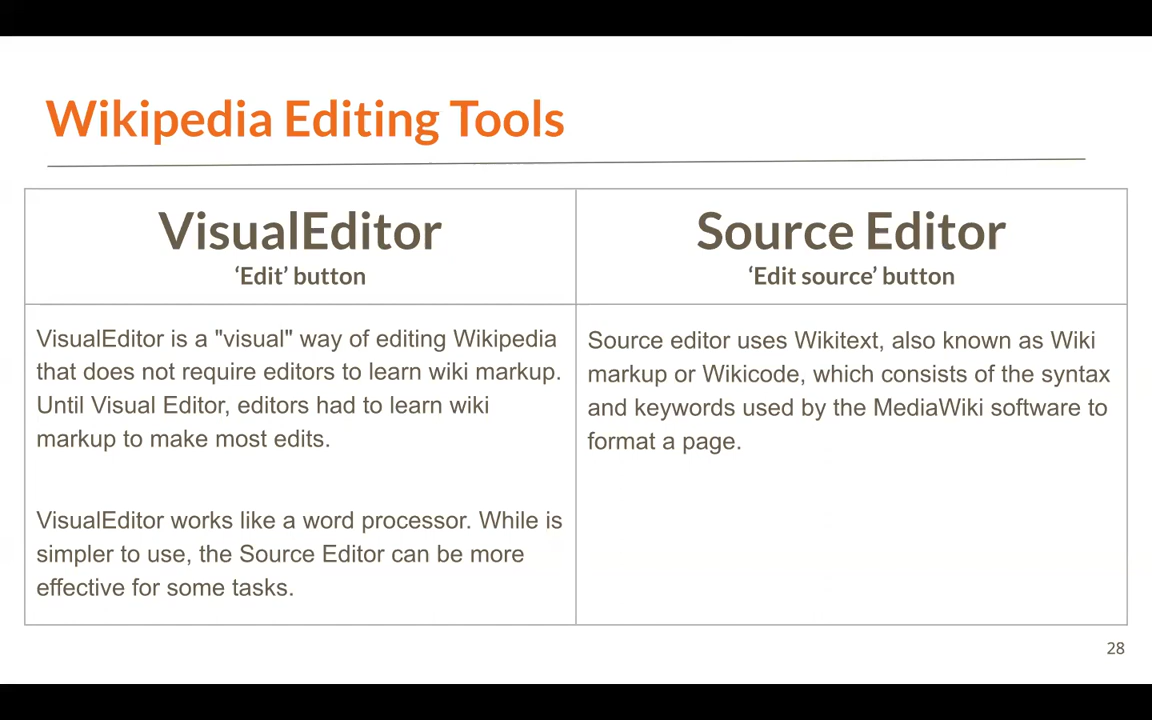 Wikipedia Editing Tools
VisualEditor
‘Edit’ button
Source Editor
‘Edit source’ button
VisualEditor is a "visual" way of editing Wikipedia
that does not require editors to learn wiki markup.
Until Visual Editor, editors had to learn wiki
markup to make most edits.
VisualEditor works like a word processor. While is
simpler to use, the Source Editor can be more
effective for some tasks.
Source editor uses Wikitext, also known as Wiki
markup or Wikicode, which consists of the syntax
and keywords used by the MediaWiki software to
format a page.
28